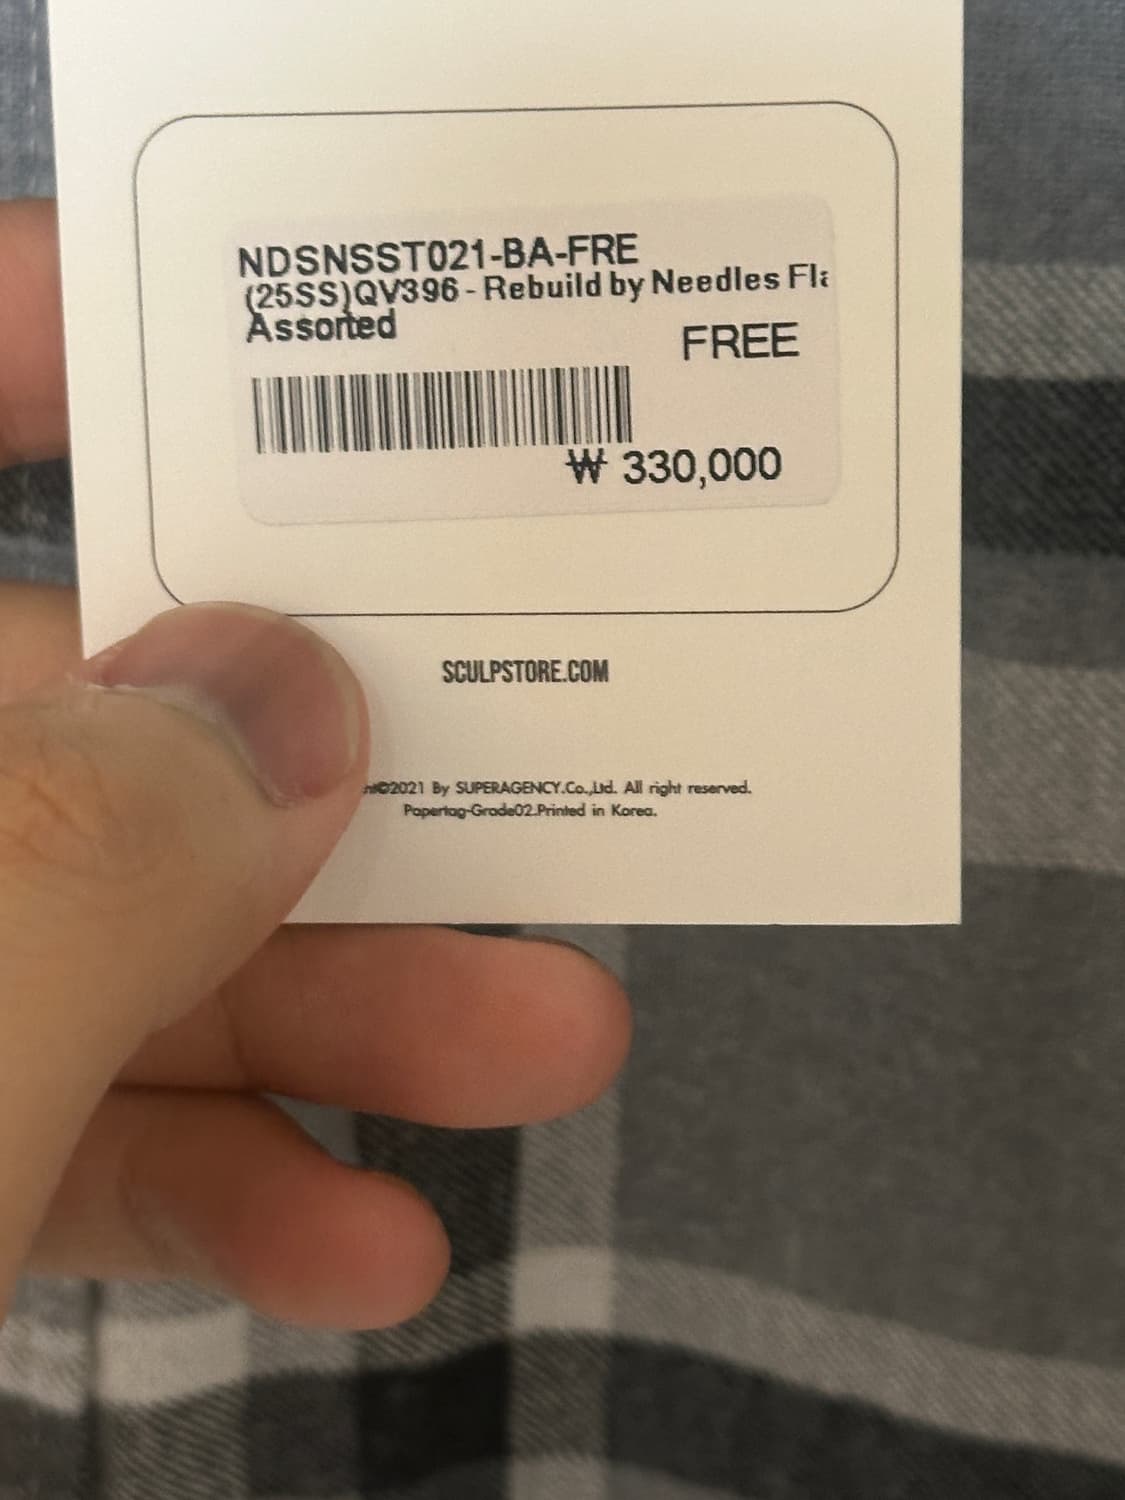 NDSNSST021-BA-FRE
(25SS)QV396 - Rebuild by Needles
Assorted
FREE
₩ 330,000
SCULPSTORE.COM
©2021 By SUPERAGENCY.Co.,Ltd. All right reserved.
Papertag-Grade02.Printed in Korea.